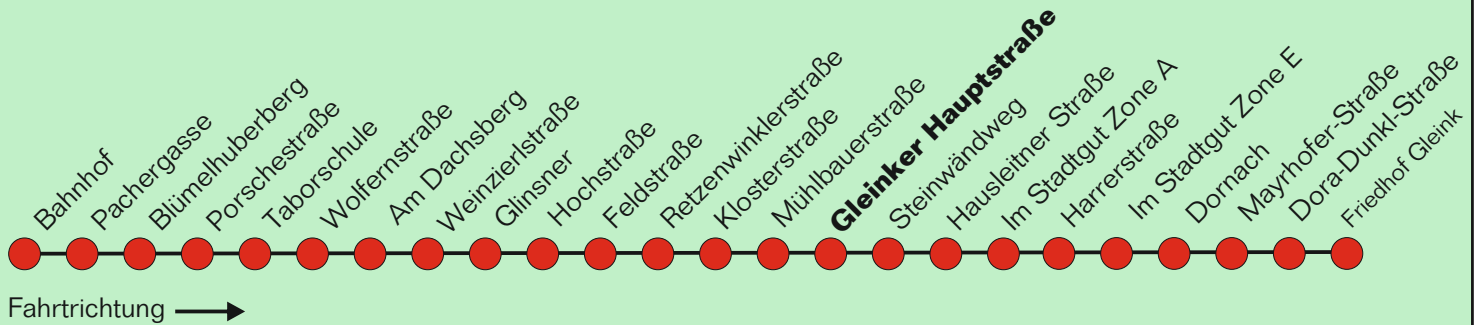 Bahnhof
Pachergasse
Blümelhuberberg
Porschestraße
Taborschule
Wolfernstraße
Am Dachsberg
Weinzierlstraße
Glinsner
Hochstraße
Feldstraße
Retzenwinklerstraße
Klosterstraße
Mühlbauerstraße
Gleinker Hauptstraße
Steinwändweg
Hausleitner Straße
Im Stadtgut Zone A
Harrerstraße
Im Stadtgut Zone E
Dornach
Mayrhofer-Straße
Dora-Dunkl-Straße
Friedhof Gleink
Fahrtrichtung